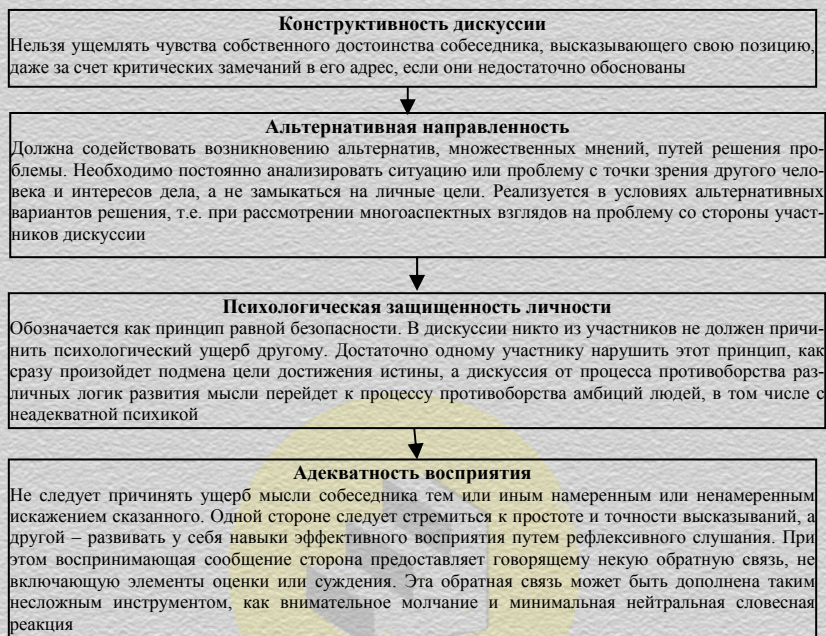 Конструктивность дискуссии
Нельзя ущемлять чувства собственного достоинства собеседника, высказывающего свою позицию,
даже за счет критических замечаний в его адрес, если они недостаточно обоснованы
Альтернативная направленность
Должна содействовать возникновению альтернатив, множественных мнений, путей решения про-
блемы. Необходимо постоянно анализировать ситуацию или проблему с точки зрения другого чело-
века и интересов дела, а не замыкаться на личные цели. Реализуется в условиях альтернативных
вариантов решения, т.е. при рассмотрении многоаспектных взглядов на проблему со стороны участ-
ников дискуссии
Психологическая защищенность личности
Обозначается как принцип равной безопасности. В дискуссии никто из участников не должен причи-
нить психологический ущерб другому. Достаточно одному участнику нарушить этот принцип, как
сразу произойдет подмена цели достижения истины, а дискуссия от процесса противоборства раз-
личных логик развития мысли перейдет к процессу противоборства амбиций людей, в том числе с
неадекватной психикой
Адекватность восприятия
Не следует причинять ущерб мысли собеседника тем или иным намеренным или ненамеренным
искажением сказанного. Одной стороне следует стремиться к простоте и точности высказываний, а
другой – развивать у себя навыки эффективного восприятия путем рефлексивного слушания. При
этом воспринимающая сообщение сторона предоставляет говорящему некую обратную связь, не
включающую элементы оценки или суждения. Эта обратная связь может быть дополнена таким
несложным инструментом, как внимательное молчание и минимальная нейтральная словесная
реакция